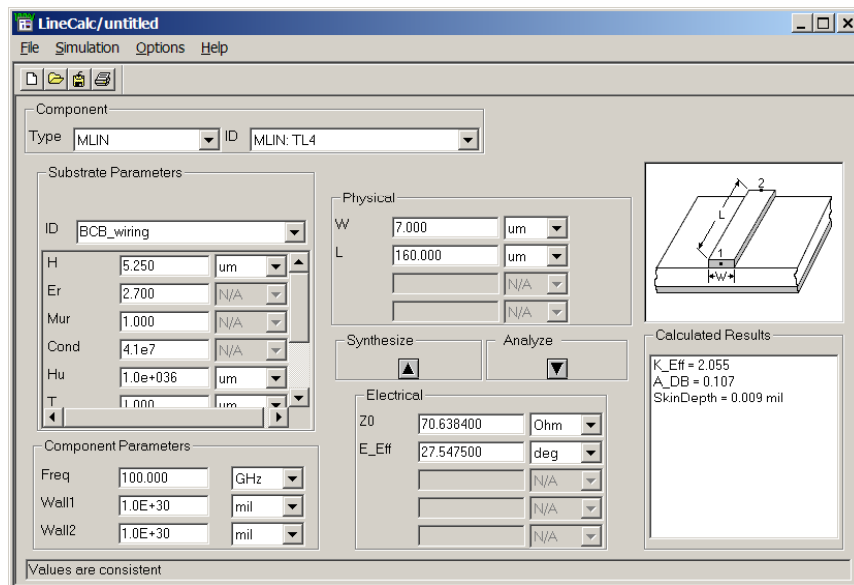 LineCalc/untitled
File Simulation Options Help
Component
Type MLIN ID MLIN: TL4
Substrate Parameters
ID BCB_wiring
H 5.250 um
Er 2.700 N/A
Mur 1.000 N/A
Cond 4.1e7 N/A
Hu 1.0e+036 um
T 1.000 um
Physical
W 7.000 um
L 160.000 um
N/A
N/A
Synthesize Analyze
Electrical
Z0 70.638400 Ohm
E_Eff 27.547500 deg
N/A
N/A
N/A
Component Parameters
Freq 100.000 GHz
Wall1 1.0E+30 mil
Wall2 1.0E+30 mil
2
L
1
W
Calculated Results
K_Eff = 2.055
A_DB = 0.107
SkinDepth = 0.009 mil
Values are consistent